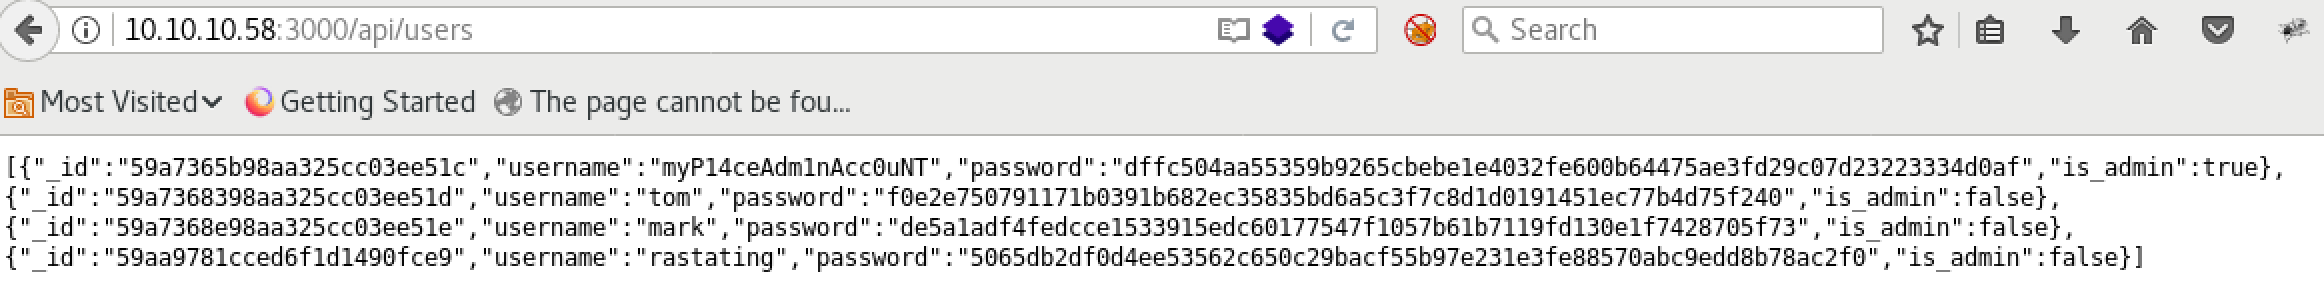 10.10.10.58:3000/api/users
Search
Most Visited
Getting Started
The page cannot be fou...
[{"_id":"59a7365b98aa325cc03ee51c","username":"myP14ceAdm1nAcc0uNT","password":"dffc504aa55359b9265cbebe1e4032fe600b64475ae3fd29c07d23223334d0af","is_admin":true},
{"_id":"59a7368398aa325cc03ee51d","username":"tom","password":"f0e2e750791171b0391b682ec35835bd6a5c3f7c8d1d0191451ec77b4d75f240","is_admin":false},
{"_id":"59a7368e98aa325cc03ee51e","username":"mark","password":"de5a1adf4fedcce1533915edc60177547f1057b61b7119fd130e1f7428705f73","is_admin":false},
{"_id":"59aa9781cced6f1d1490fce9","username":"rastating","password":"5065db2df0d4ee53562c650c29bacf55b97e231e3fe88570abc9edd8b78ac2f0","is_admin":false}]